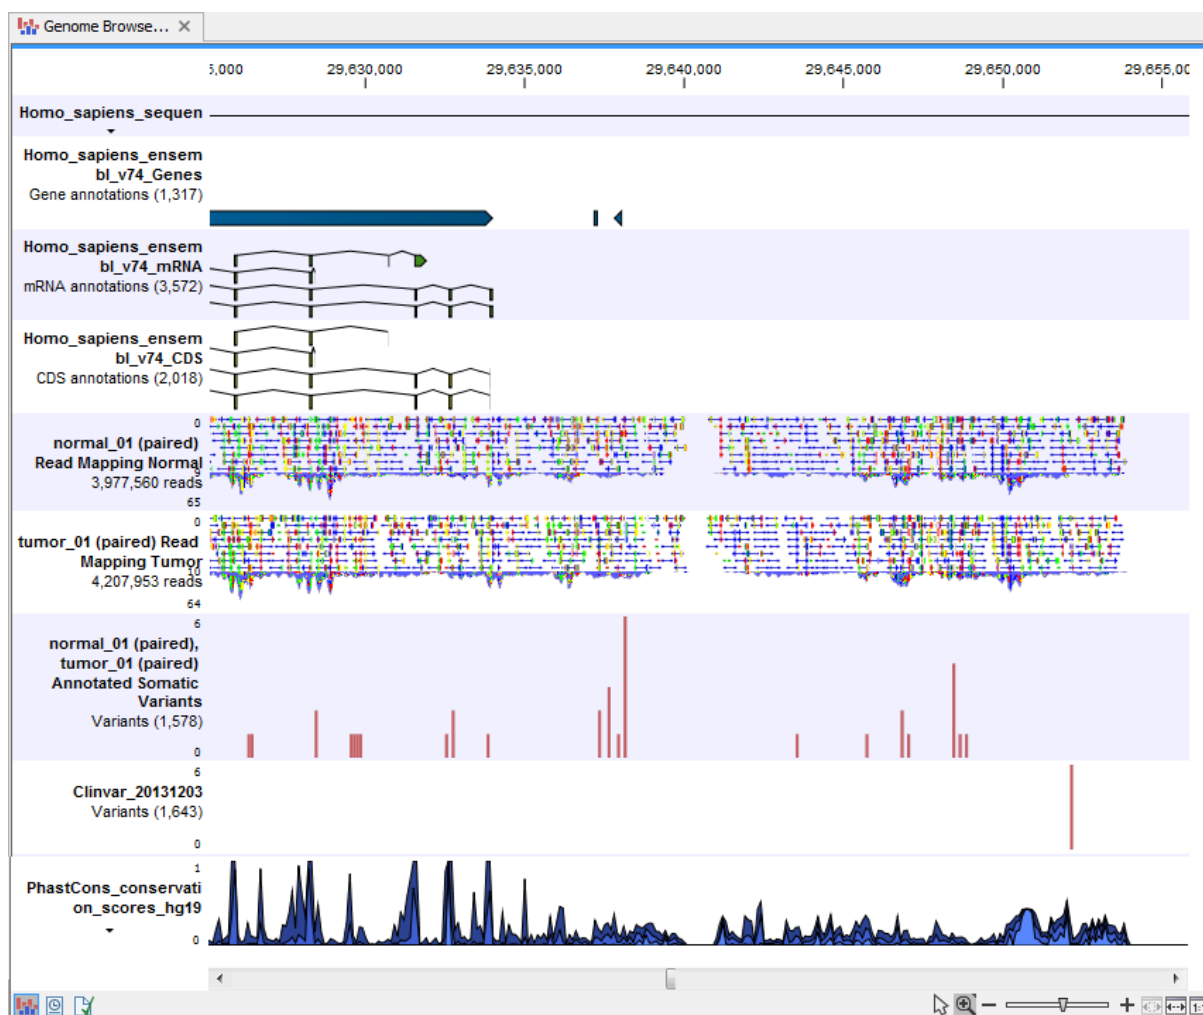 Genome Browse...
5,000 29,630,000 29,635,000 29,640,000 29,645,000 29,650,000 29,655,00
Homo_sapiens_sequen
Homo_sapiens_ensem
bl_v74_Genes
Gene annotations (1,317)
Homo_sapiens_ensem
bl_v74_mRNA
mRNA annotations (3,572)
Homo_sapiens_ensem
bl_v74_CDS
CDS annotations (2,018)
0
normal_01 (paired)
Read Mapping Normal
3,977,560 reads
65
0
tumor_01 (paired) Read
Mapping Tumor
10
4,207,953 reads
64
6
normal_01 (paired),
tumor_01 (paired)
Annotated Somatic
Variants
Variants (1,578)
0
6
Clinvar_20131203
Variants (1,643)
0
1
PhastCons_conservati
on_scores_hg19
0